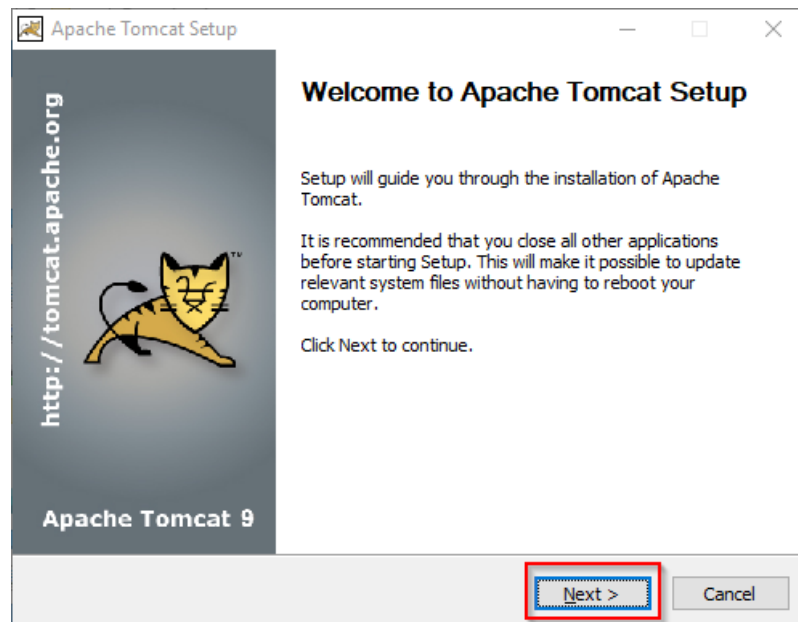 Apache Tomcat Setup
http://tomcat.apache.org
TM
Apache Tomcat 9
Welcome to Apache Tomcat Setup
Setup will guide you through the installation of Apache
Tomcat.
It is recommended that you close all other applications
before starting Setup. This will make it possible to update
relevant system files without having to reboot your
computer.
Click Next to continue.
Next >
Cancel